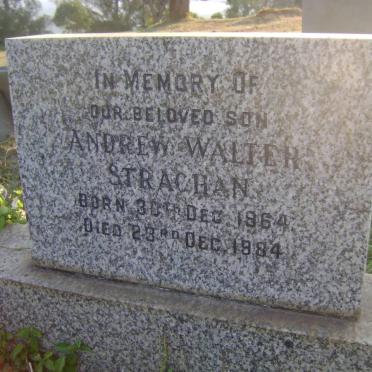 IN MEMORY OF
OUR BELOVED SON
ANDREW WALTER
STRACHAN
BORN 30TH DEC 1964
DIED 23RD DEC. 1984